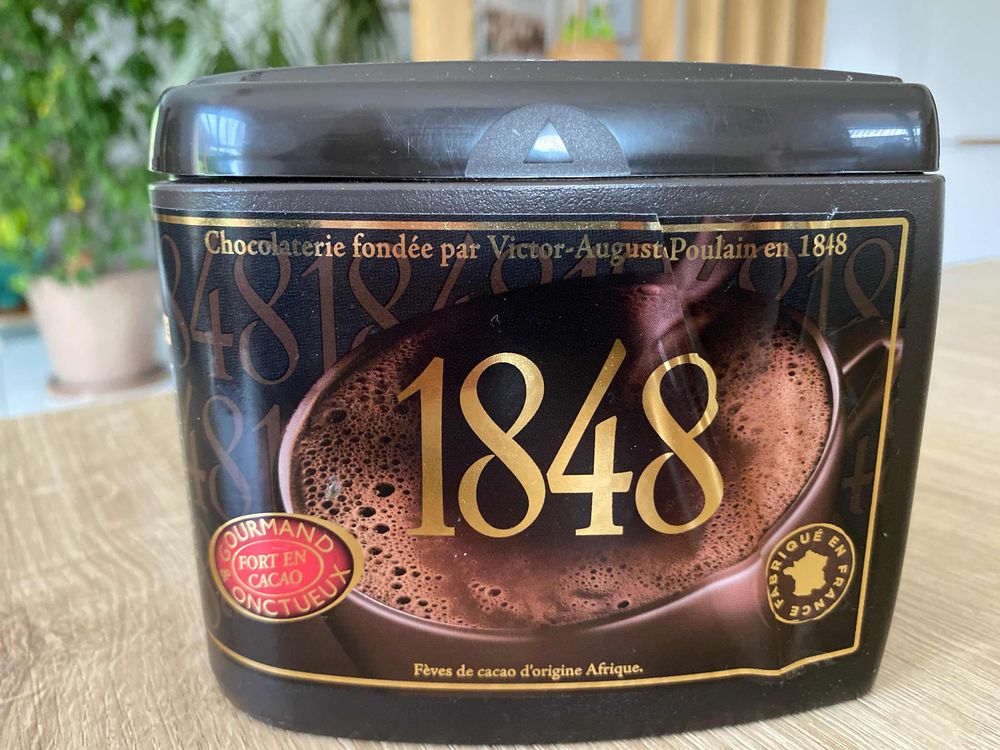 Chocolaterie fondée par Victor-August Poulain en 1848
1848
GOURMAND
FORT EN
CACAO
& ONCTUEUX
FABRIQUÉ EN FRANCE
Fèves de cacao d'origine Afrique.